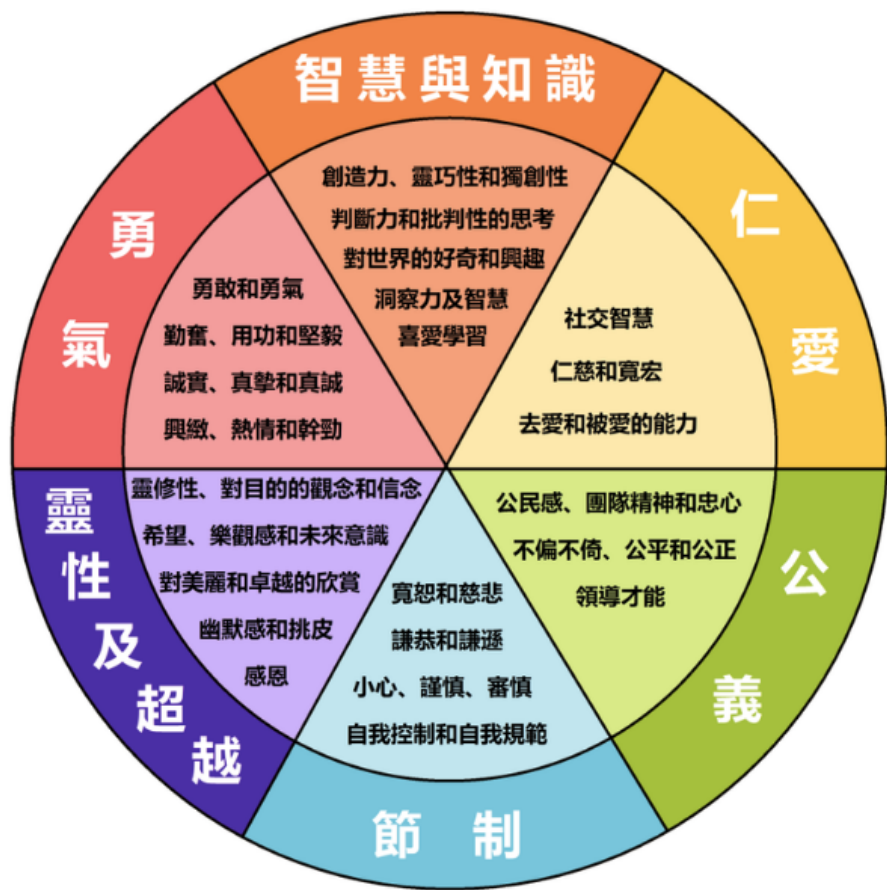 智慧與知識
創造力、靈巧性和獨創性
判斷力和批判性的思考
對世界的好奇和興趣
洞察力及智慧
喜愛學習
仁愛
社交智慧
仁慈和寬宏
去愛和被愛的能力
公義
公民感、團隊精神和忠心
不偏不倚、公平和公正
領導才能
節制
寬恕和慈悲
謙恭和謙遜
小心、謹慎、審慎
自我控制和自我規範
靈性及超越
靈修性、對目的的觀念和信念
希望、樂觀感和未來意識
對美麗和卓越的欣賞
幽默感和挑皮
感恩
勇氣
勇敢和勇氣
勤奮、用功和堅毅
誠實、真摯和真誠
興緻、熱情和幹勁